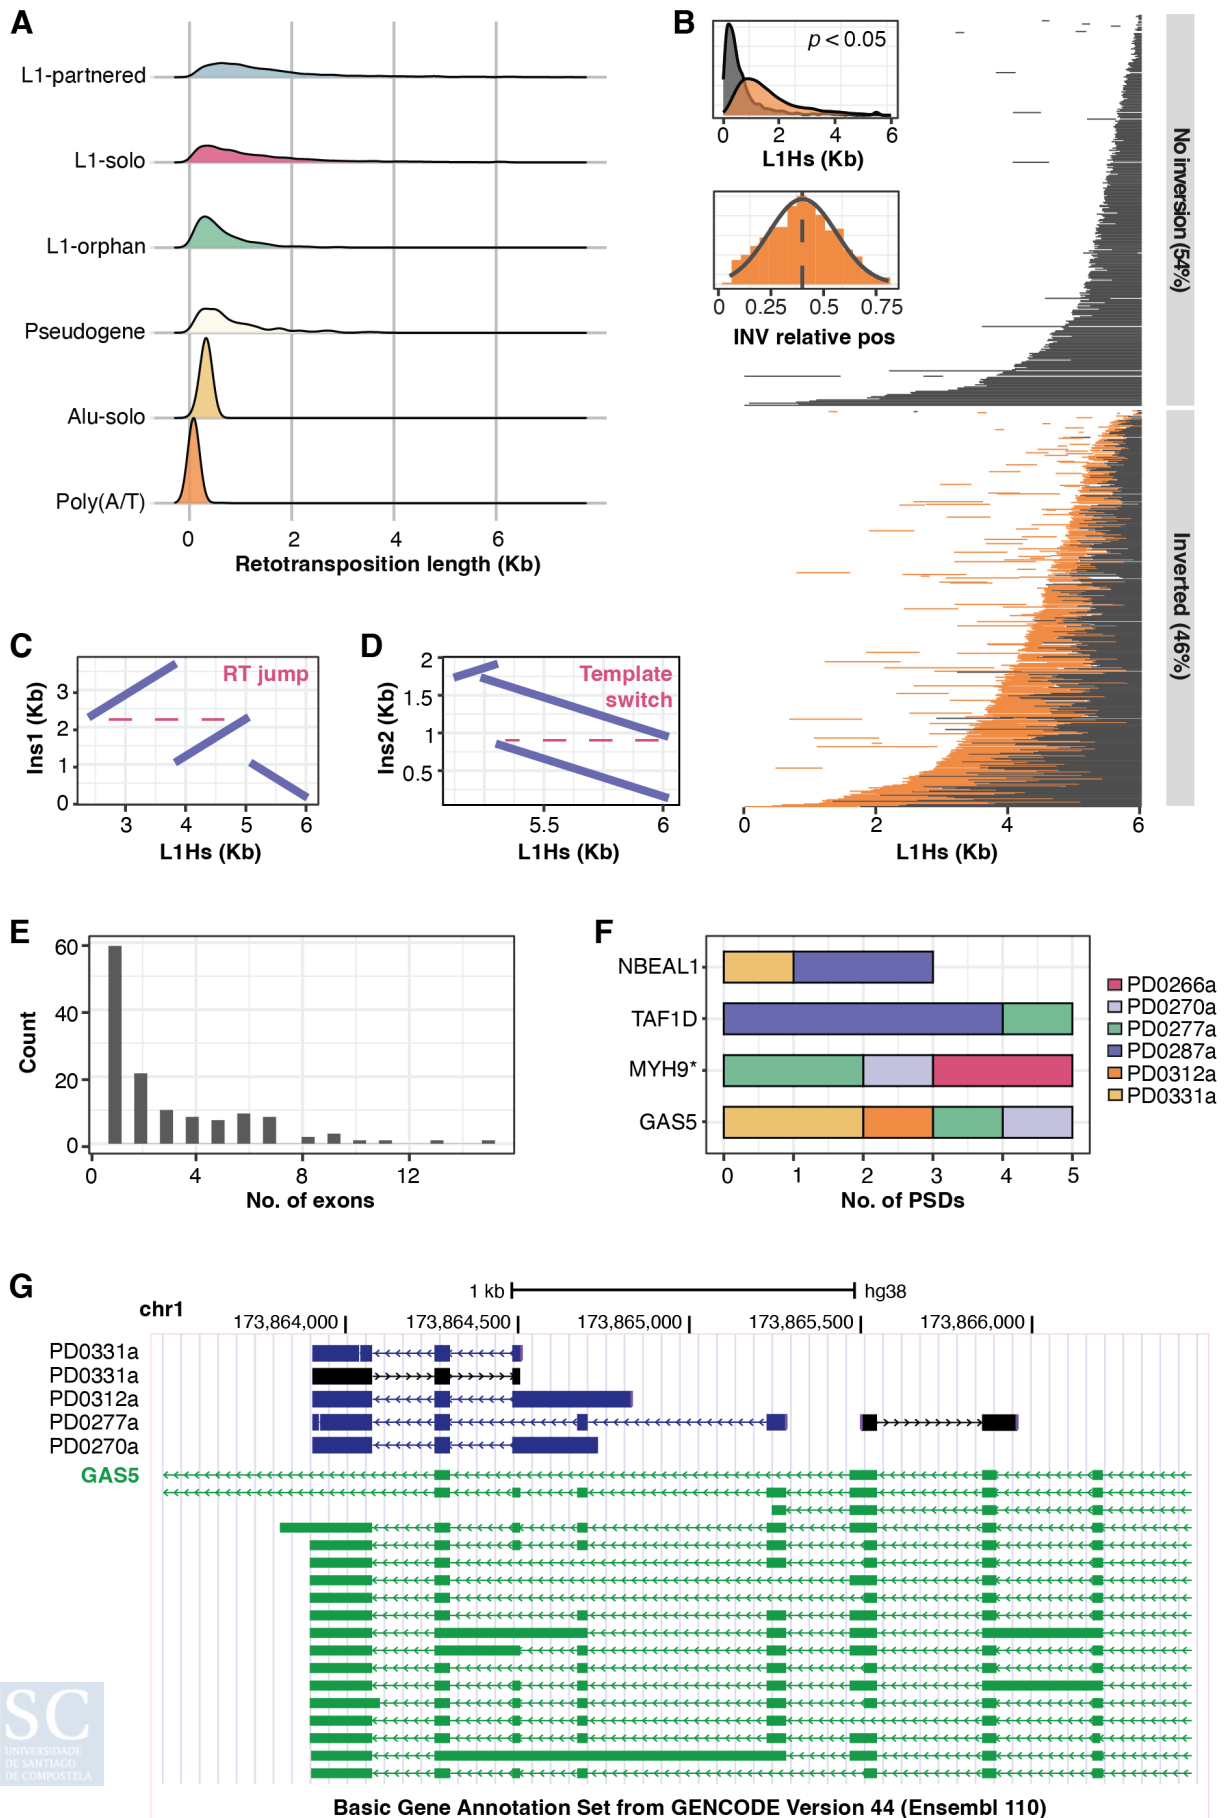 A
L1-partnered
L1-solo
L1-orphan
Pseudogene
Alu-solo
Poly(A/T)
0 2 4 6
Retotransposition length (Kb)
B
p < 0.05
0 2 4 6
L1Hs (Kb)
0 0.25 0.5 0.75
INV relative pos
No inversion (54%)
Inverted (46%)
0 2 4 6
L1Hs (Kb)
C
RT jump
Ins1 (Kb)
3
2
1
0
3 4 5 6
L1Hs (Kb)
D
Template
switch
Ins2 (Kb)
2
1.5
1
0.5
5.5 6
L1Hs (Kb)
E
Count
60
40
20
0
0 4 8 12
No. of exons
F
NBEAL1
TAF1D
MYH9*
GAS5
0 1 2 3 4 5
No. of PSDs
PD0266a
PD0270a
PD0277a
PD0287a
PD0312a
PD0331a
G
1 kb hg38
chr1
173,864,000 173,864,500 173,865,000 173,865,500 173,866,000
PD0331a
PD0331a
PD0312a
PD0277a
PD0270a
GAS5
SC
UNIVERSIDADE
DE SANTIAGO
DE COMPOSTELA
Basic Gene Annotation Set from GENCODE Version 44 (Ensembl 110)